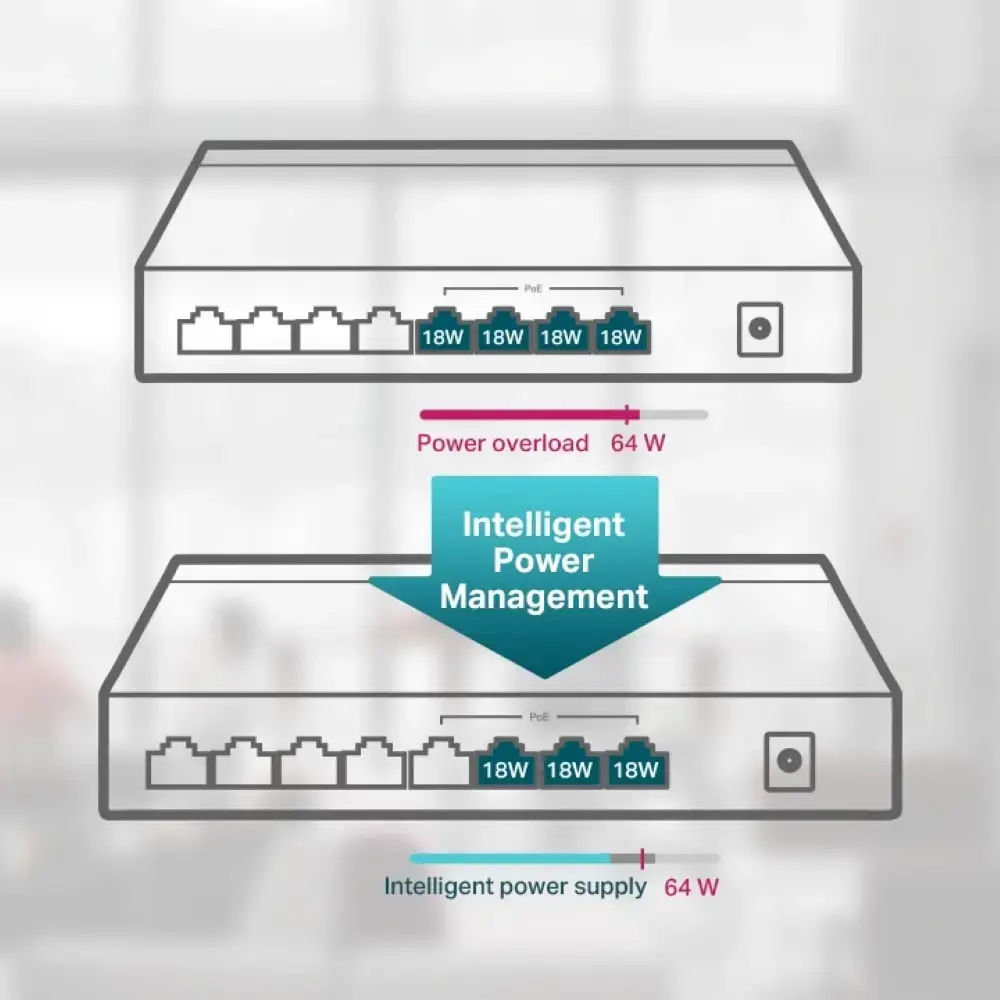 PoE
18W 18W 18W 18W
Power overload 64 W
Intelligent
Power
Management
PoE
18W 18W 18W
Intelligent power supply 64 W